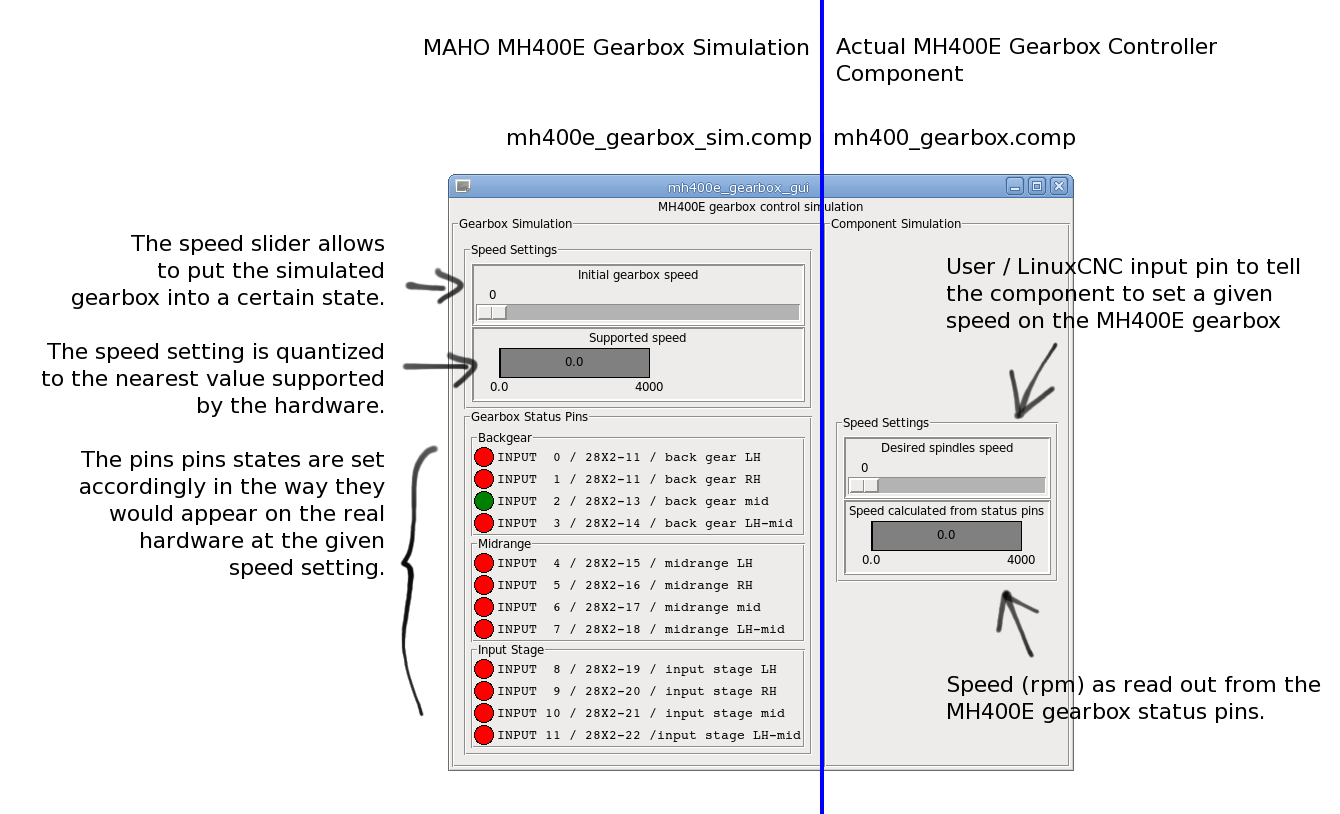 MAHO MH400E Gearbox Simulation
Actual MH400E Gearbox Controller
Component
mh400e_gearbox_sim.comp
mh400_gearbox.comp
mh400e_gearbox_gui
MH400E gearbox control simulation
Gearbox Simulation
Component Simulation
The speed slider allows
to put the simulated
gearbox into a certain state.
The speed setting is quantized
to the nearest value supported
by the hardware.
The pins pins states are set
accordingly in the way they
would appear on the real
hardware at the given
speed setting.
Speed Settings
Initial gearbox speed
0
Supported speed
0.0
0.0 4000
Gearbox Status Pins
Backgear
INPUT 0 / 28X2-11 / back gear LH
INPUT 1 / 28X2-11 / back gear RH
INPUT 2 / 28X2-13 / back gear mid
INPUT 3 / 28X2-14 / back gear LH-mid
Midrange
INPUT 4 / 28X2-15 / midrange LH
INPUT 5 / 28X2-16 / midrange RH
INPUT 6 / 28X2-17 / midrange mid
INPUT 7 / 28X2-18 / midrange LH-mid
Input Stage
INPUT 8 / 28X2-19 / input stage LH
INPUT 9 / 28X2-20 / input stage RH
INPUT 10 / 28X2-21 / input stage mid
INPUT 11 / 28X2-22 /input stage LH-mid
User / LinuxCNC input pin to tell
the component to set a given
speed on the MH400E gearbox
Speed Settings
Desired spindles speed
0
Speed calculated from status pins
0.0
0.0 4000
Speed (rpm) as read out from the
MH400E gearbox status pins.